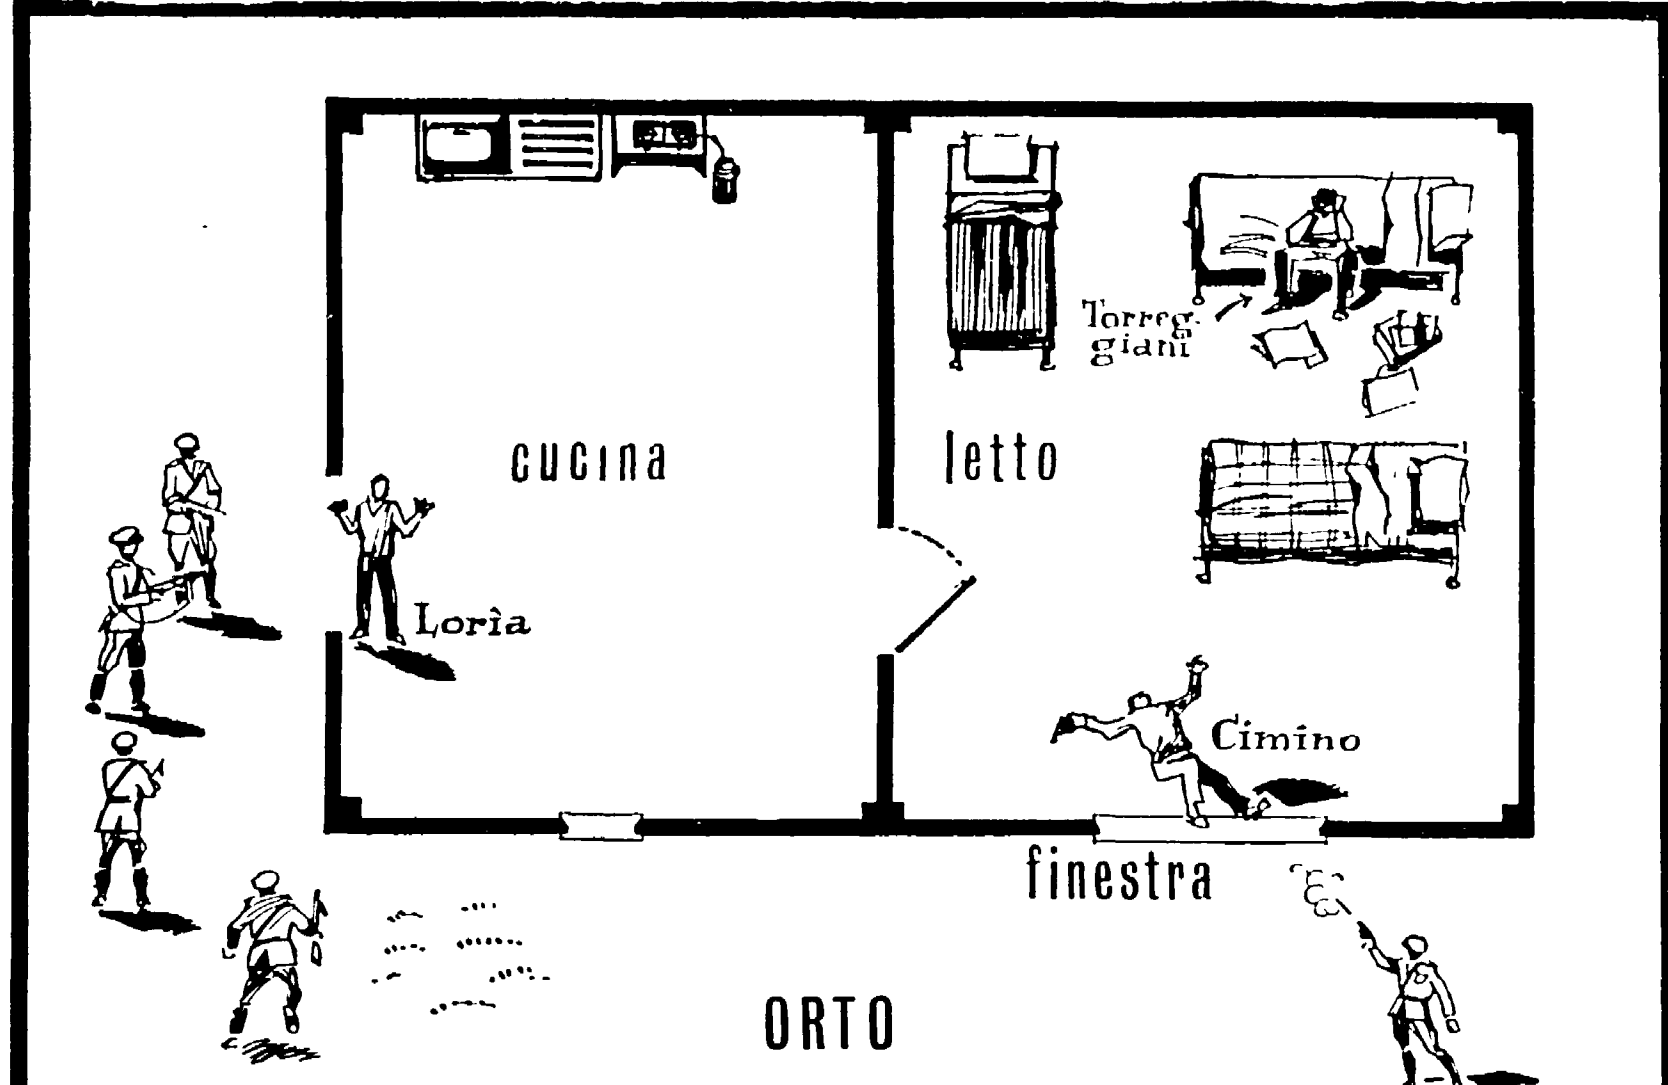 Torreg-
giani
cucina
letto
Loria
Cimino
finestra
ORTO